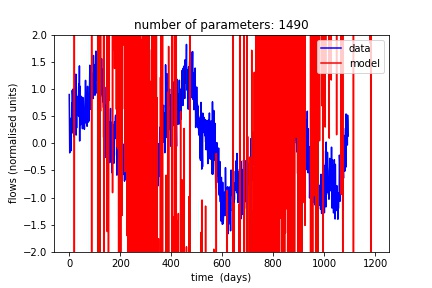 number of parameters: 1490
flows (normalised units)
2.0
1.5
1.0
0.5
0.0
−0.5
−1.0
−1.5
−2.0
data
model
0 200 400 600 800 1000 1200
time (days)